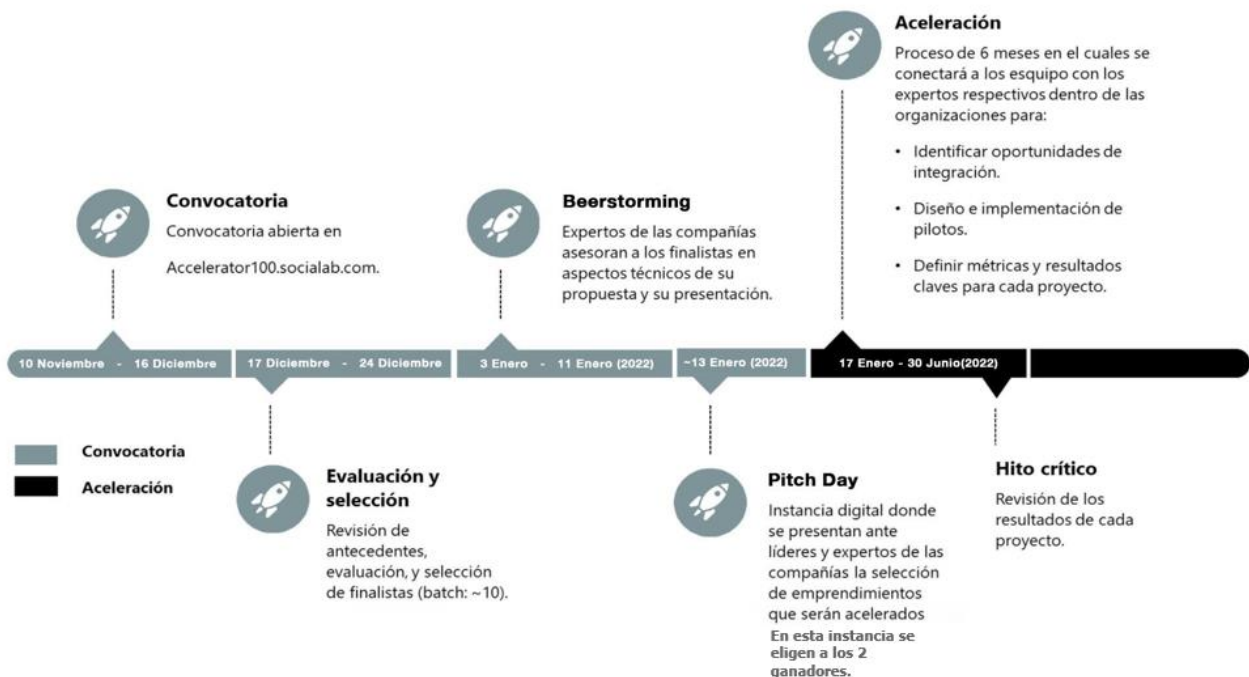 Aceleración
Proceso de 6 meses en el cuales se
conectará a los esquipo con los
expertos respectivos dentro de las
organizaciones para:
• Identificar oportunidades de
integración.
• Diseño e implementación de
pilotos.
• Definir métricas y resultados
claves para cada proyecto.
Convocatoria
Convocatoria abierta en
Accelerator100.socialab.com.
Beerstorming
Expertos de las compañías
asesoran a los finalistas en
aspectos técnicos de su
propuesta y su presentación.
10 Noviembre - 16 Diciembre
17 Diciembre - 24 Diciembre
3 Enero - 11 Enero (2022)
~13 Enero (2022)
17 Enero - 30 Junio(2022)
Convocatoria
Aceleración
Evaluación y
selección
Revisión de
antecedentes,
evaluación, y selección
de finalistas (batch: ~10).
Pitch Day
Instancia digital donde
se presentan ante
líderes y expertos de las
compañías la selección
de emprendimientos
que serán acelerados
En esta instancia se
eligen a los 2
ganadores.
Hito crítico
Revisión de los
resultados de cada
proyecto.